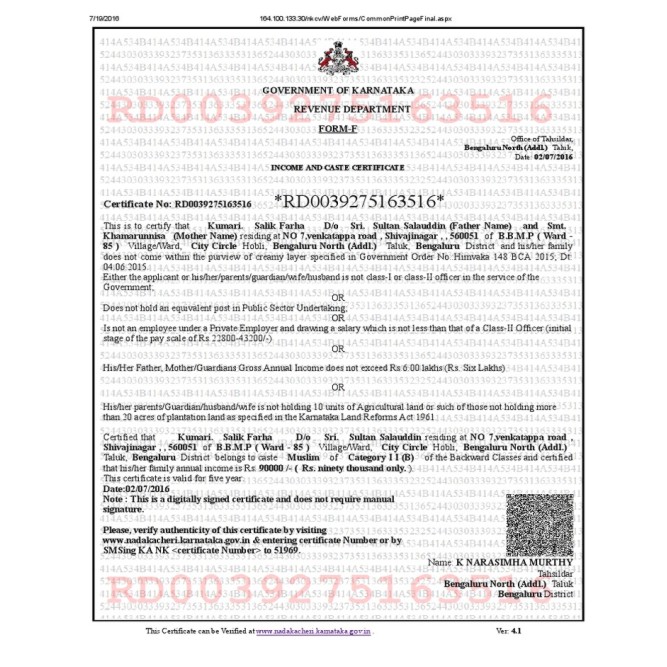 7/19/2016 164.100.133.30/nkcv/WebForms/CommonPrintPageFinal.aspx
GOVERNMENT OF KARNATAKA
RD0039275163516
REVENUE DEPARTMENT
FORM-F
Office of Tahsildar,
Bengaluru North (Addl.) Taluk,
Date: 02/07/2016
INCOME AND CASTE CERTIFICATE
Certificate No: RD0039275163516 *RD0039275163516*
This is to certify that Kumari. Salik Farha D/o Sri. Sultan Salauddin (Father Name) and Smt.
Khamarunnisa (Mother Name) residing at NO 7,venkatappa road , Shivajinagar , , 560051 of B.B.M.P ( Ward -
85 ) Village/Ward, City Circle Hobli, Bengaluru North (Addl.) Taluk, Bengaluru District and his/her family
does not come within the purview of creamy layer specified in Government Order No. Himvaka 148 BCA 2015, Dt:
04.06.2015.
Either the applicant or his/her/parents/guardian/wife/husband is not class-I or class-II officer in the service of the
Government;
OR
Does not hold an equivalent post in Public Sector Undertaking;
OR
Is not an employee under a Private Employer and drawing a salary which is not less than that of a Class-II Officer (initial
stage of the pay scale of Rs 22800-43200/-)
OR
His/Her Father, Mother/Guardians Gross Annual Income does not exceed Rs.6.00 lakhs (Rs. Six Lakhs)
OR
His/her parents/Guardian/husband/wife is not holding 10 units of Agricultural land or such of those not holding more
than 20 acres of plantation land as specified in the Karnataka Land Reforms Act 1961
Certified that Kumari. Salik Farha D/o Sri. Sultan Salauddin residing at NO 7,venkatappa road ,
Shivajinagar , , 560051 of B.B.M.P ( Ward - 85 ) Village/Ward, City Circle Hobli, Bengaluru North (Addl.)
Taluk, Bengaluru District belongs to caste Muslim of Category I I (B) of the Backward Classes and certified
that his/her family annual income is Rs. 90000 /- ( Rs. ninety thousand only. ).
This certificate is valid for five year.
Date:02/07/2016
Note : This is a digitally signed certificate and does not require manual
signature.
Please, verify authenticity of this certificate by visiting
www.nadakacheri.karnataka.gov.in & entering certificate Number or by
SMSing KA NK <certificate Number> to 51969.
Name: K NARASIMHA MURTHY
Tahsildar
Bengaluru North (Addl.) Taluk
Bengaluru District
RD0039275163516
This Certificate can be Verified at www.nadakacheri.karnataka.gov.in . Ver: 4.1